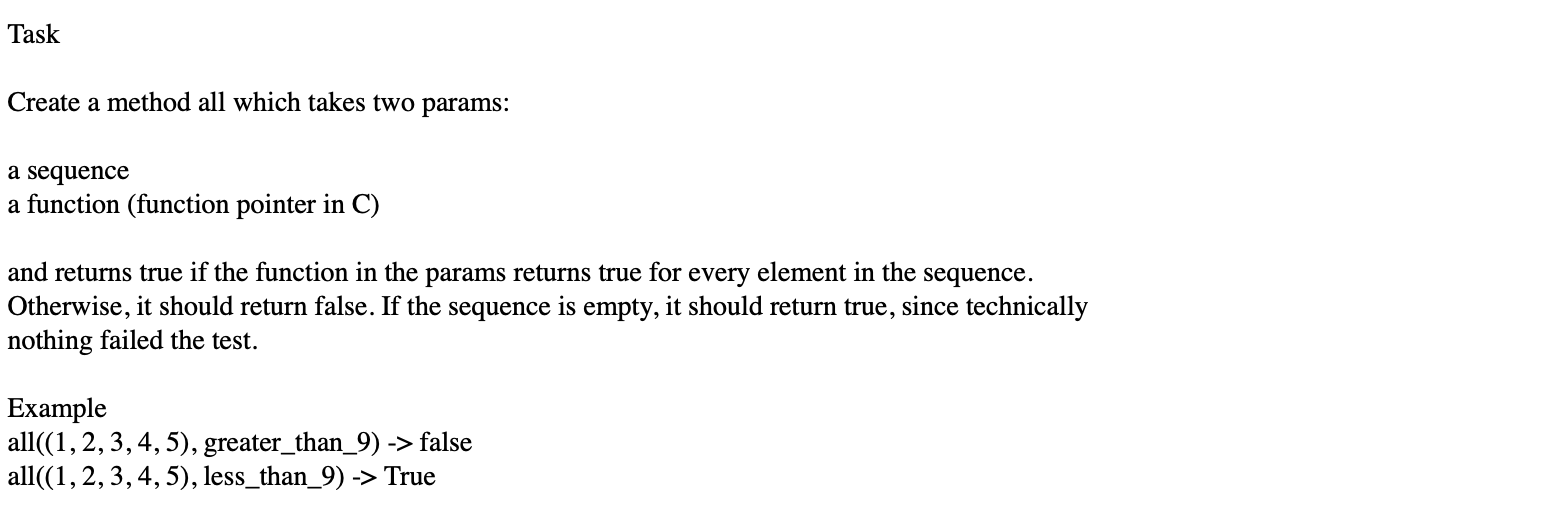 Task
Create a method all which takes two params:
a sequence
a function (function pointer in C)
and returns true if the function in the params returns true for every element in the sequence.
Otherwise, it should return false. If the sequence is empty, it should return true, since technically
nothing failed the test.
Example
all((1, 2, 3, 4, 5), greater_than_9) -> false
all((1, 2, 3, 4, 5), less_than_9) -> True